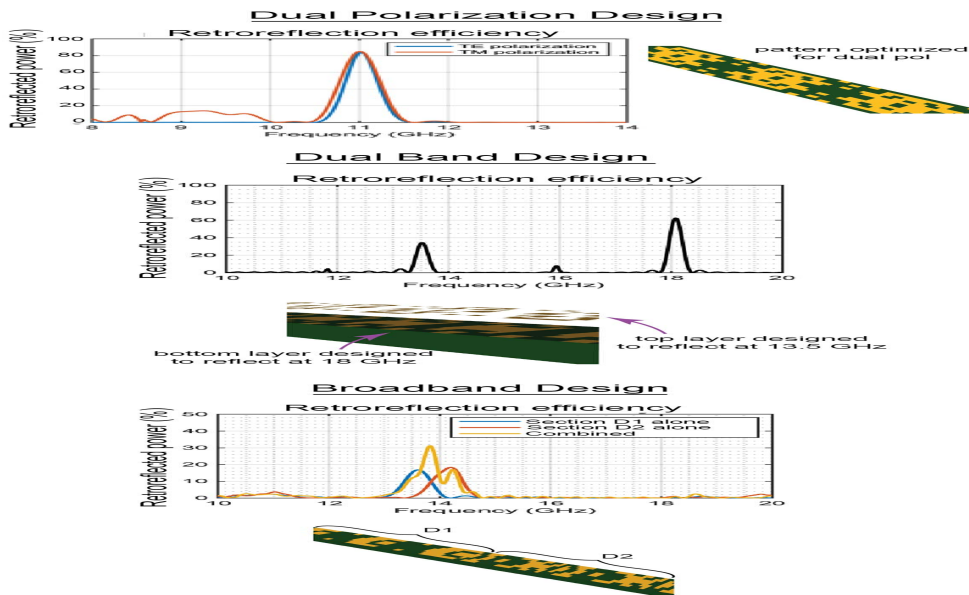 Dual Polarization Design
Retroreflection efficiency
Retroreflected power (%)
100
80
60
40
20
0
TE polarization
TM polarization
8
9
10
11
12
13
14
Frequency (GHz)
pattern optimized
for dual pol
Dual Band Design
Retroreflection efficiency
Retroreflected power (%)
100
80
60
40
20
0
10
12
14
16
18
20
Frequency (GHz)
bottom layer designed
to reflect at 18 GHz
top layer designed
to reflect at 13.5 GHz
Broadband Design
Retroreflection efficiency
Retroreflected power (%)
50
40
30
20
10
0
Section D1 alone
Section D2 alone
Combined
10
12
14
16
18
20
Frequency (GHz)
D1
D2